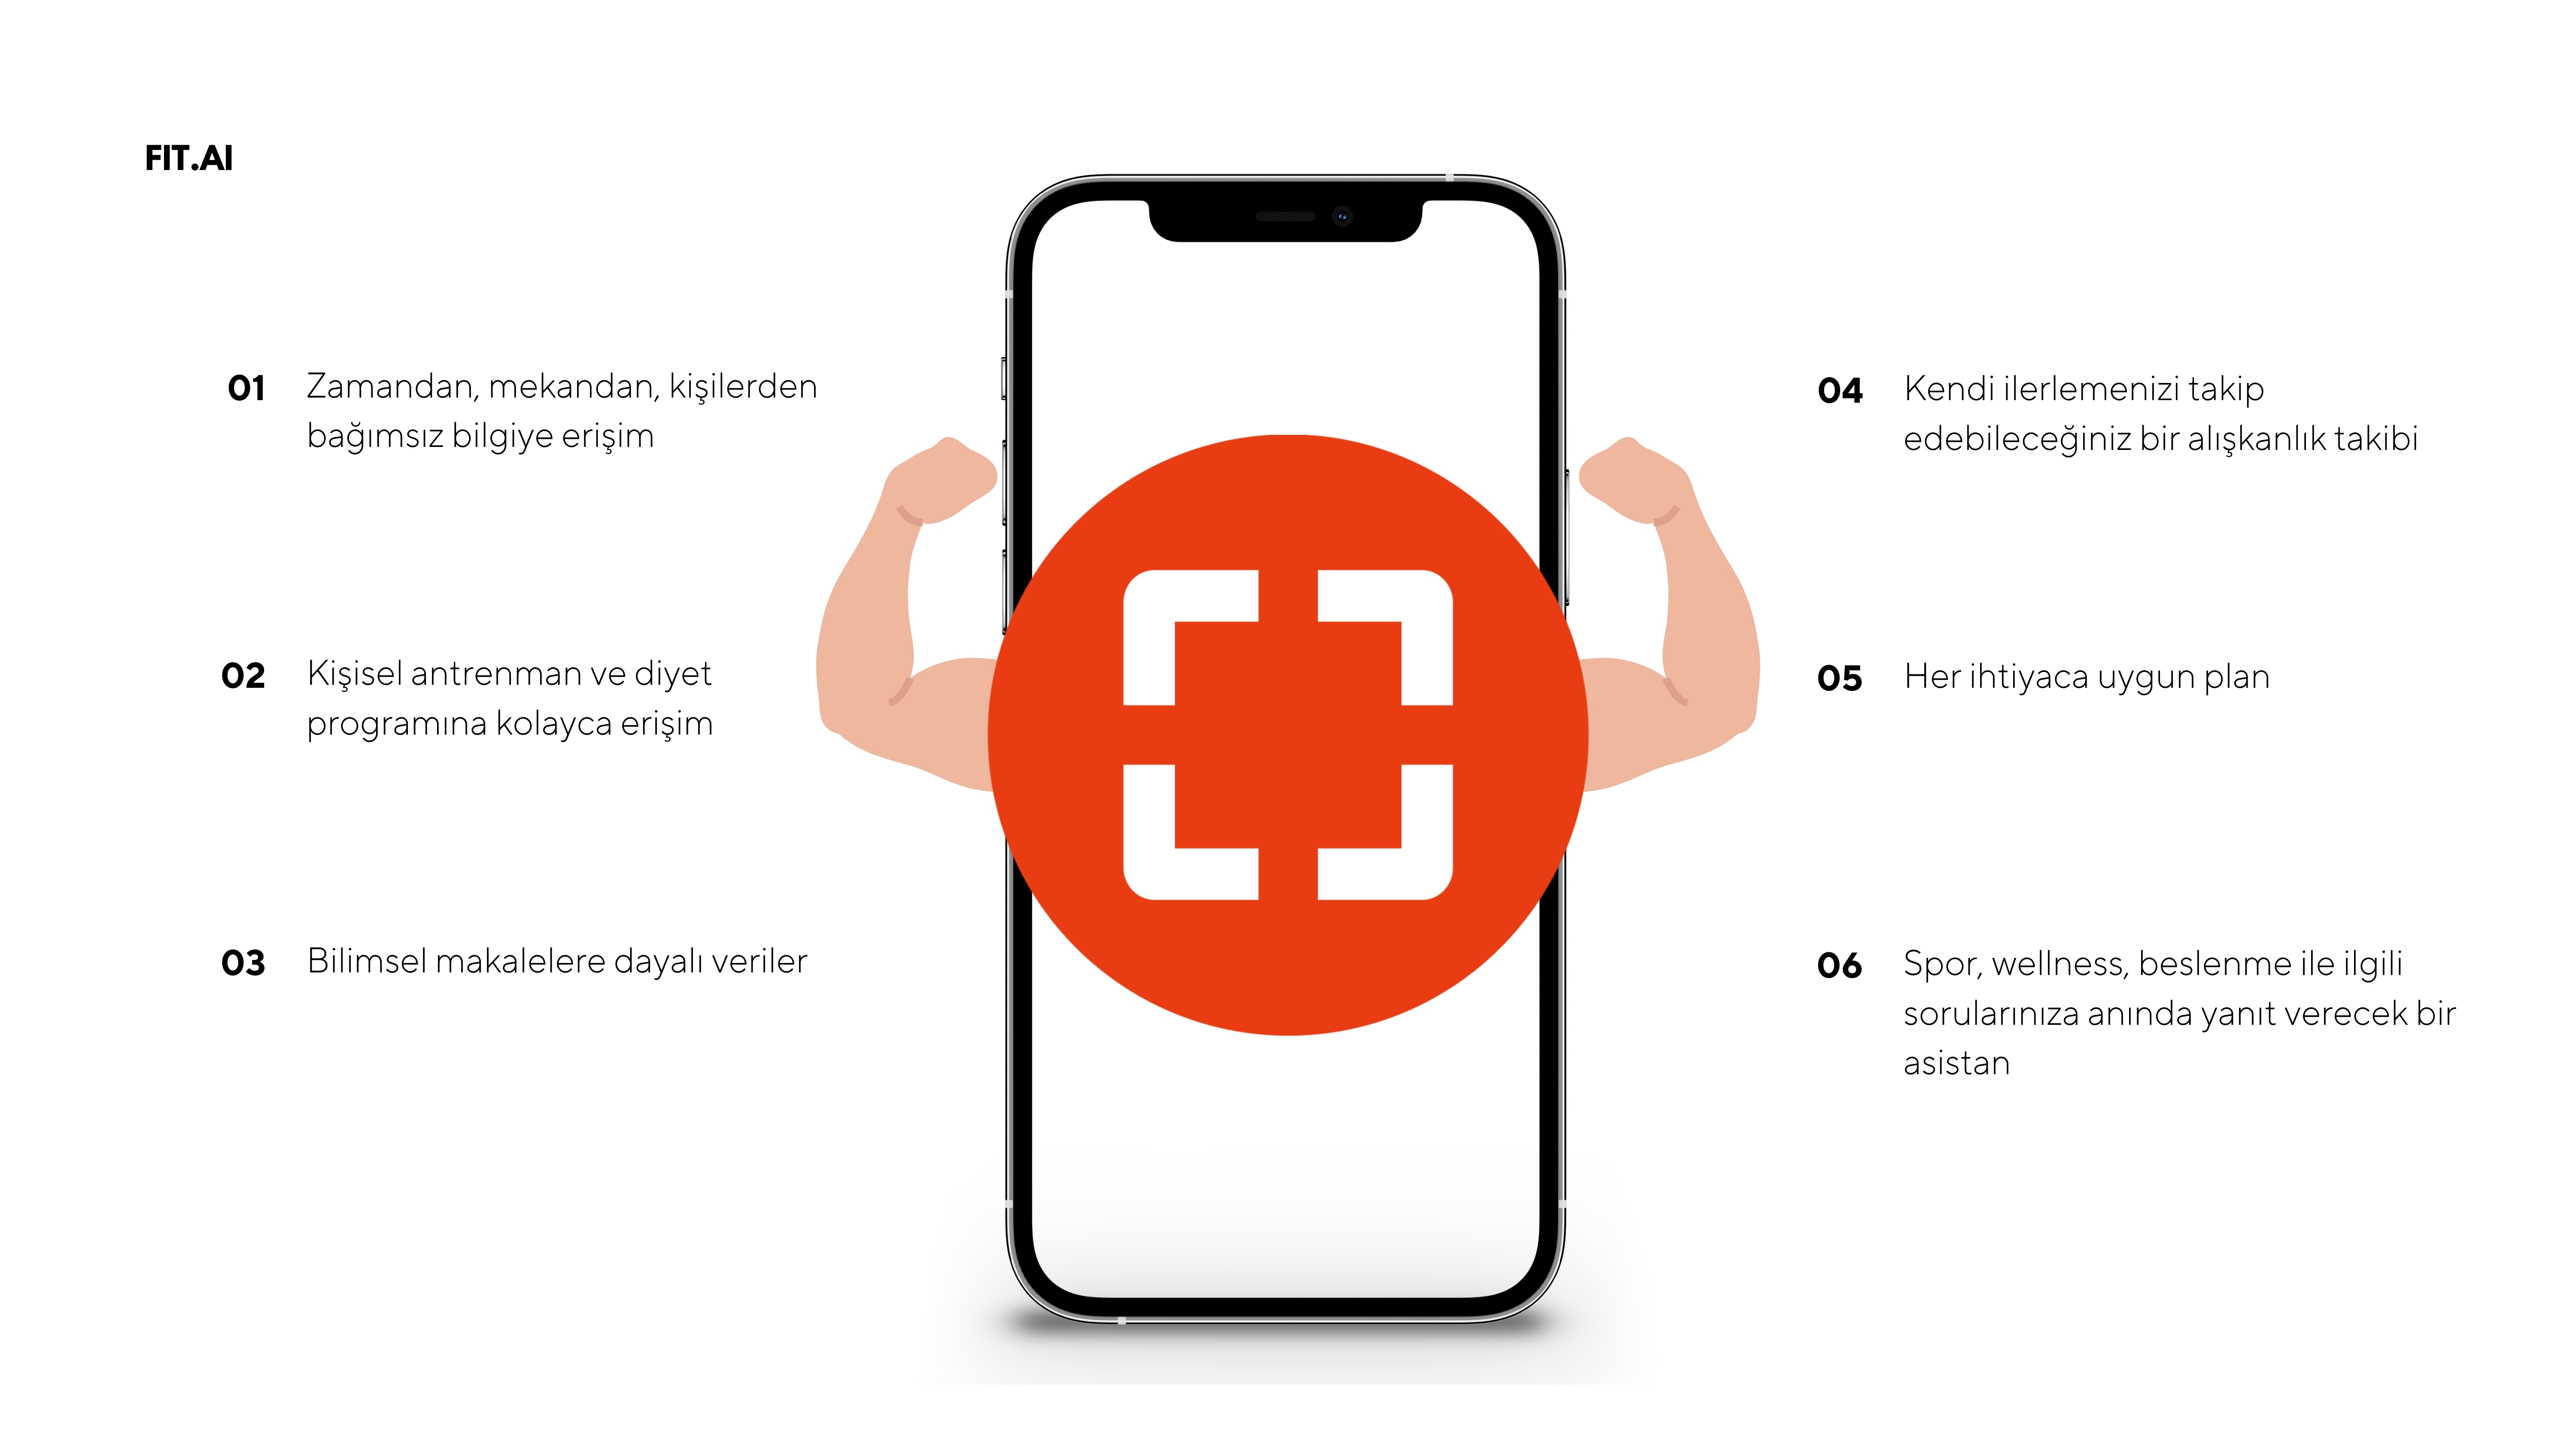 FIT.AI
01 Zamandan, mekandan, kişilerden
bağımsız bilgiye erişim
02 Kişisel antrenman ve diyet
programına kolayca erişim
03 Bilimsel makalelere dayalı veriler
04 Kendi ilerlemenizi takip
edebileceğiniz bir alışkanlık takibi
05 Her ihtiyaca uygun plan
06 Spor, wellness, beslenme ile ilgili
sorularınıza anında yanıt verecek bir
asistan